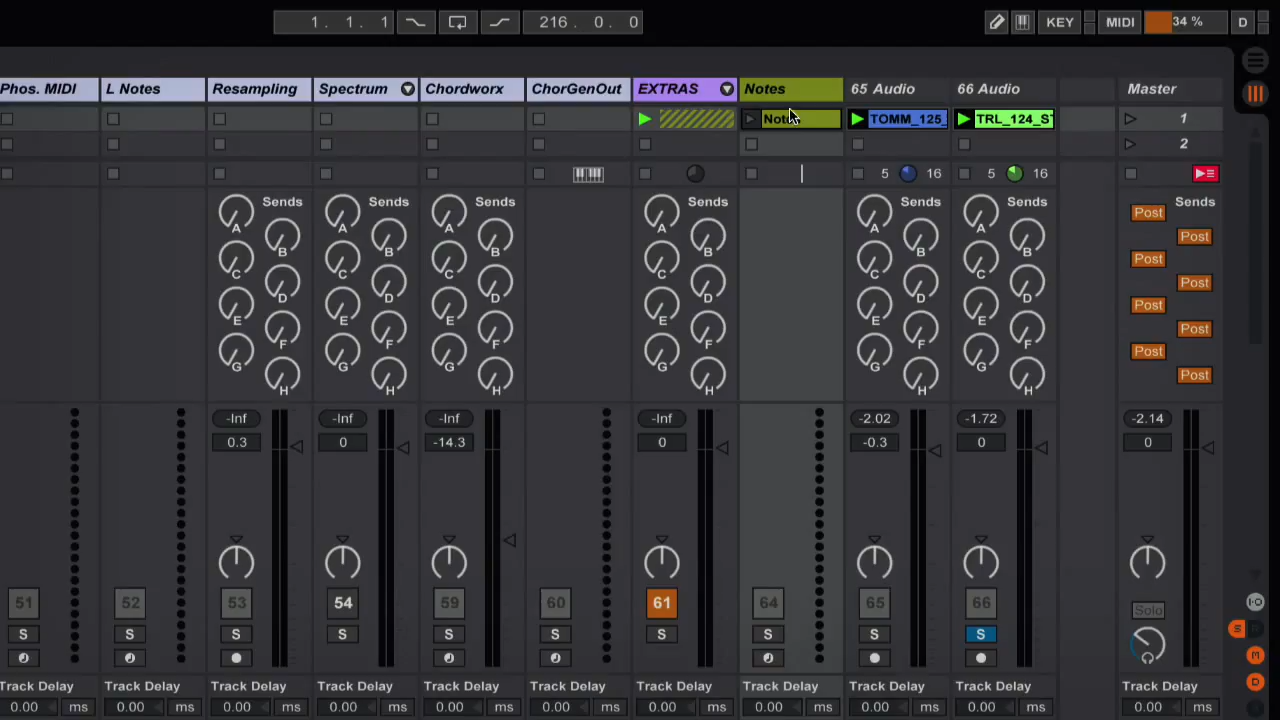 1. 1. 1 216. 0. 0 KEY MIDI 34 % D
Phos. MIDI L Notes Resampling Spectrum Chordworx ChorGenOut EXTRAS Notes 65 Audio 66 Audio Master
TOMM_125_ TRL_124_S 1
2
5 16 5 16
Sends Sends Sends Sends Sends Sends Post Sends
A A A A A
B B B B B Post
C C C C C Post
D D D D D Post
E E E E E Post
F F F F F Post
G G G G G Post
H H H H H Post
-Inf -Inf -Inf -Inf -2.02 -1.72 -2.14
0.3 0 -14.3 0 -0.3 0 0
51 52 53 54 59 60 61 64 65 66 Solo
S S S S S S S S S S
I·O
S R
M
D
Track Delay Track Delay Track Delay Track Delay Track Delay Track Delay Track Delay Track Delay Track Delay Track Delay Track Delay
0.00 ms 0.00 ms 0.00 ms 0.00 ms 0.00 ms 0.00 ms 0.00 ms 0.00 ms 0.00 ms 0.00 ms 0.00 ms